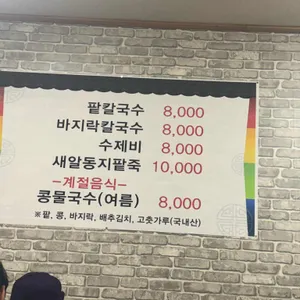 팥칼국수 8,000
바지락칼국수 8,000
수제비 8,000
새알동지팥죽 10,000
-계절음식-
콩물국수(여름) 8,000
※팥, 콩, 바지락, 배추김치, 고춧가루(국내산)